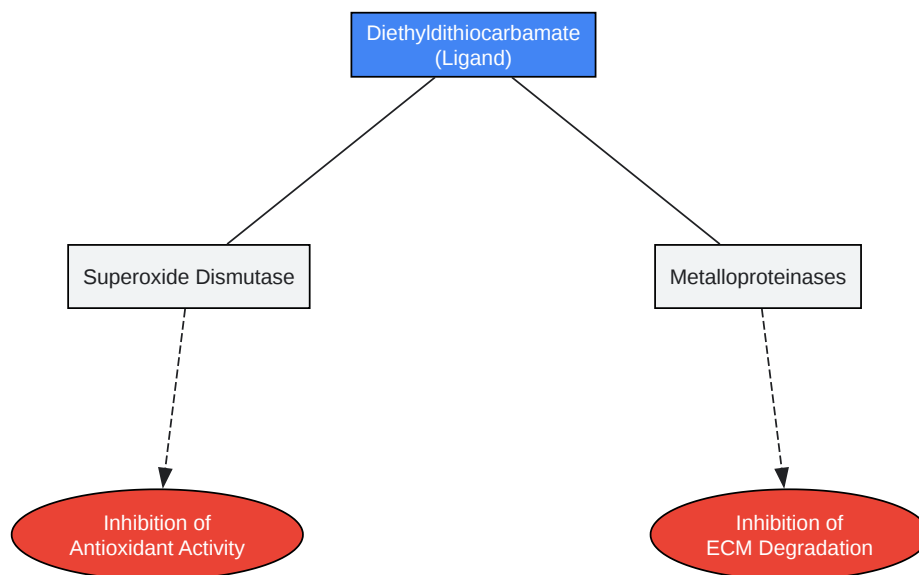 Diethyldithiocarbamate
(Ligand)
Superoxide Dismutase
Metalloproteinases
Inhibition of
Antioxidant Activity
Inhibition of
ECM Degradation